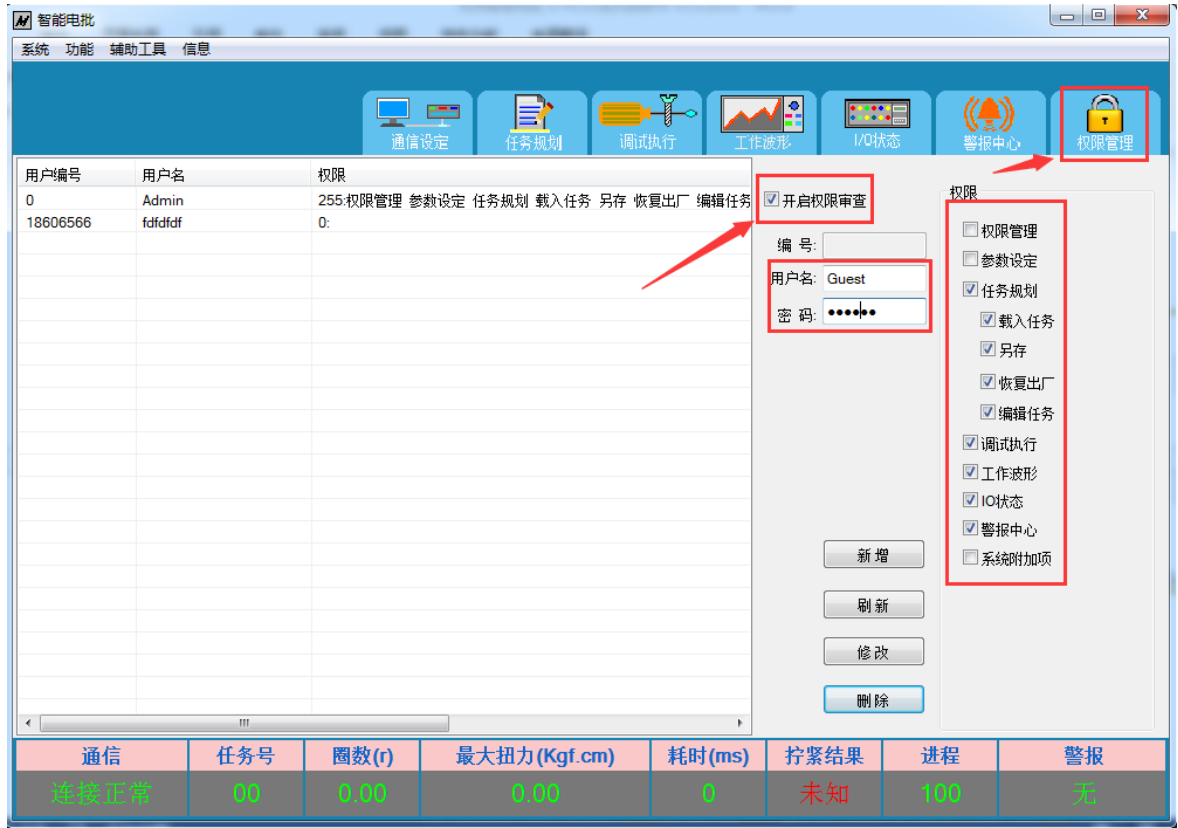 智能电批
系统 功能 辅助工具 信息
通信设定 任务规划 调试执行 工作波形 I/O状态 警报中心 权限管理
用户编号 用户名 权限
0 Admin 255:权限管理 参数设定 任务规划 载入任务 另存 恢复出厂 编辑任务
18606566 fdfdfdf 0:
开启权限审查
编 号:
用户名: Guest
密 码: ••••••
新 增
刷 新
修 改
删 除
权限
权限管理
参数设定
任务规划
载入任务
另存
恢复出厂
编辑任务
调试执行
工作波形
IO状态
警报中心
系统附加项
通信 任务号 圈数(r) 最大扭力(Kgf.cm) 耗时(ms) 拧紧结果 进程 警报
连接正常 00 0.00 0.00 0 未知 100 无